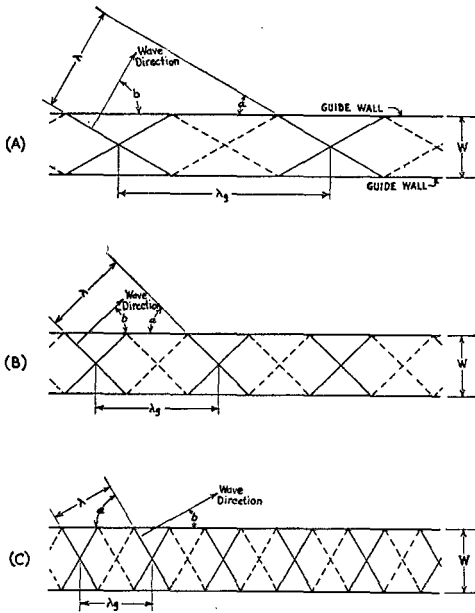 λ
Wave
Direction
b
a
GUIDE WALL
(A)
W
λg
GUIDE WALL
λ
Wave
Direction
b
a
(B)
W
λg
λ
a
Wave
Direction
b
(C)
W
λg